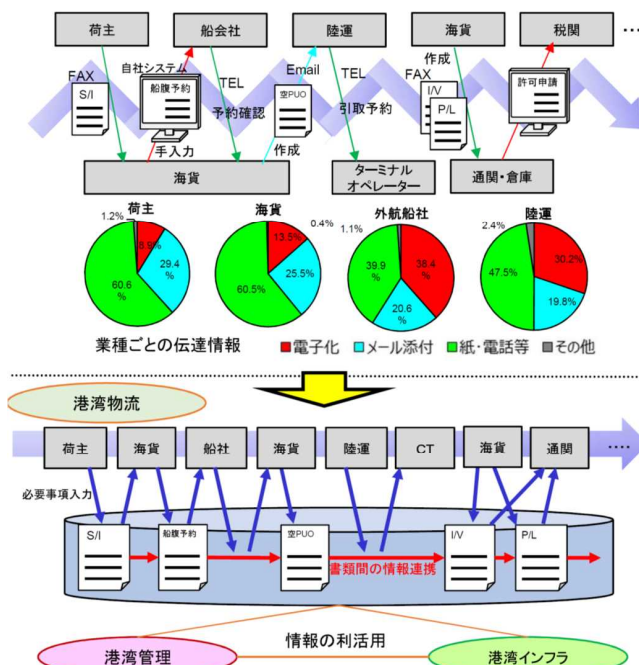 荷主
船会社
陸運
海貨
税関
…
FAX
S/I
自社システム
船腹予約
TEL
予約確認
Email
空PUO
TEL
引取予約
作成
FAX
I/V
P/L
許可申請
手入力
作成
海貨
ターミナル
オペレーター
通関・倉庫
荷主
1.2%
8.9%
29.4
%
60.6
%
海貨
0.4%
13.5%
25.5%
60.5%
外航船社
1.1%
38.4
%
20.6
%
39.9
%
陸運
2.4%
30.2%
19.8%
47.5%
業種ごとの伝達情報
電子化
メール添付
紙・電話等
その他
港湾物流
荷主
海貨
船社
海貨
陸運
CT
海貨
通関
‥‥
必要事項入力
S/I
船腹予約
空PUO
I/V
P/L
書類間の情報連携
情報の利活用
港湾管理
港湾インフラ